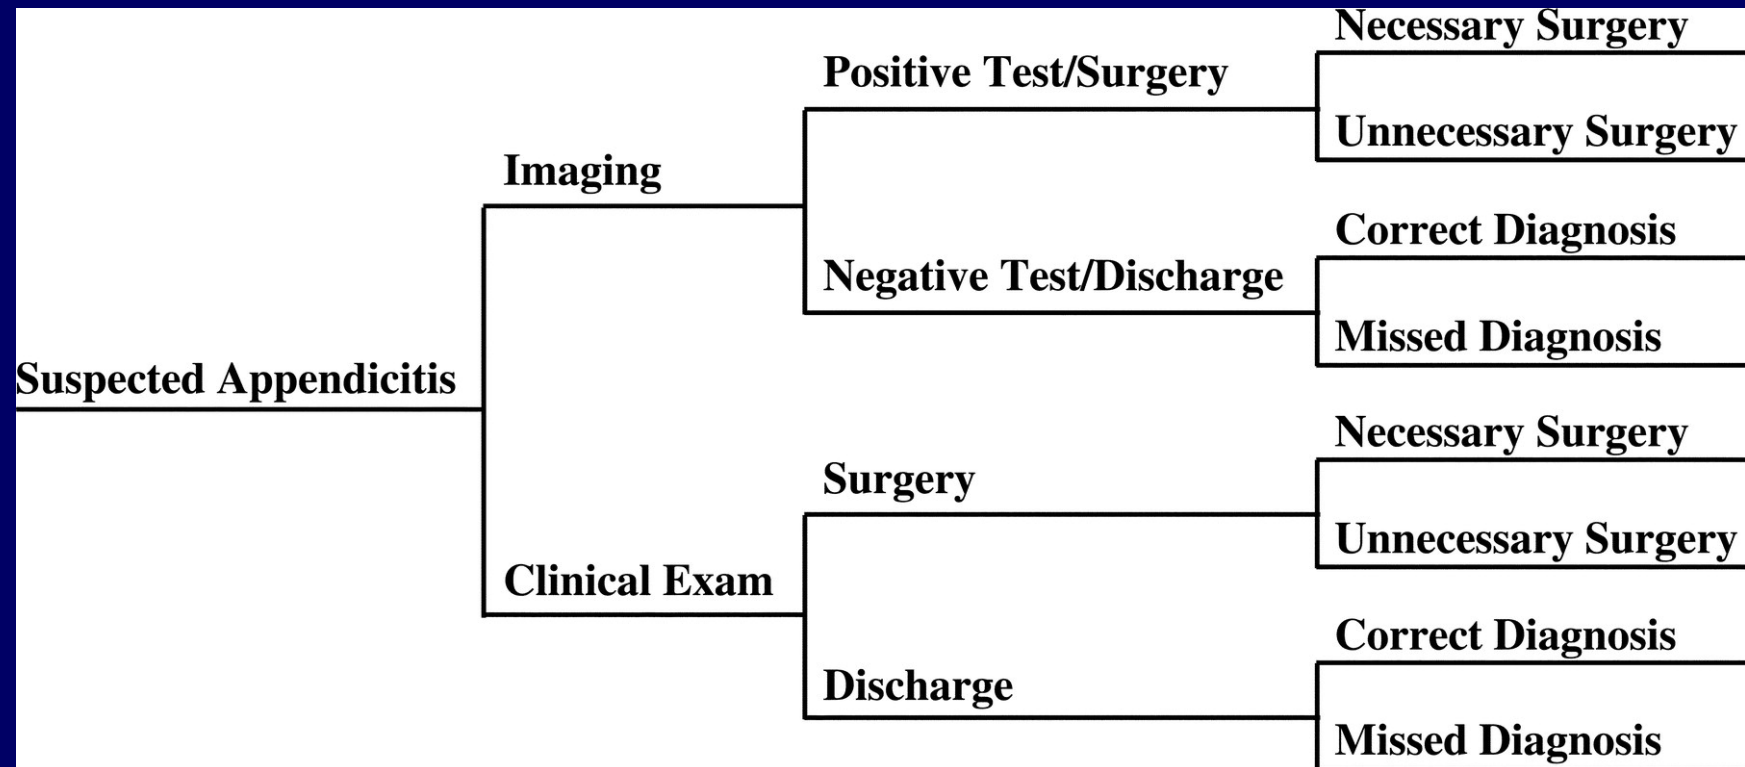 Necessary Surgery
Positive Test/Surgery
Unnecessary Surgery
Imaging
Correct Diagnosis
Negative Test/Discharge
Missed Diagnosis
Suspected Appendicitis
Necessary Surgery
Surgery
Unnecessary Surgery
Clinical Exam
Correct Diagnosis
Discharge
Missed Diagnosis